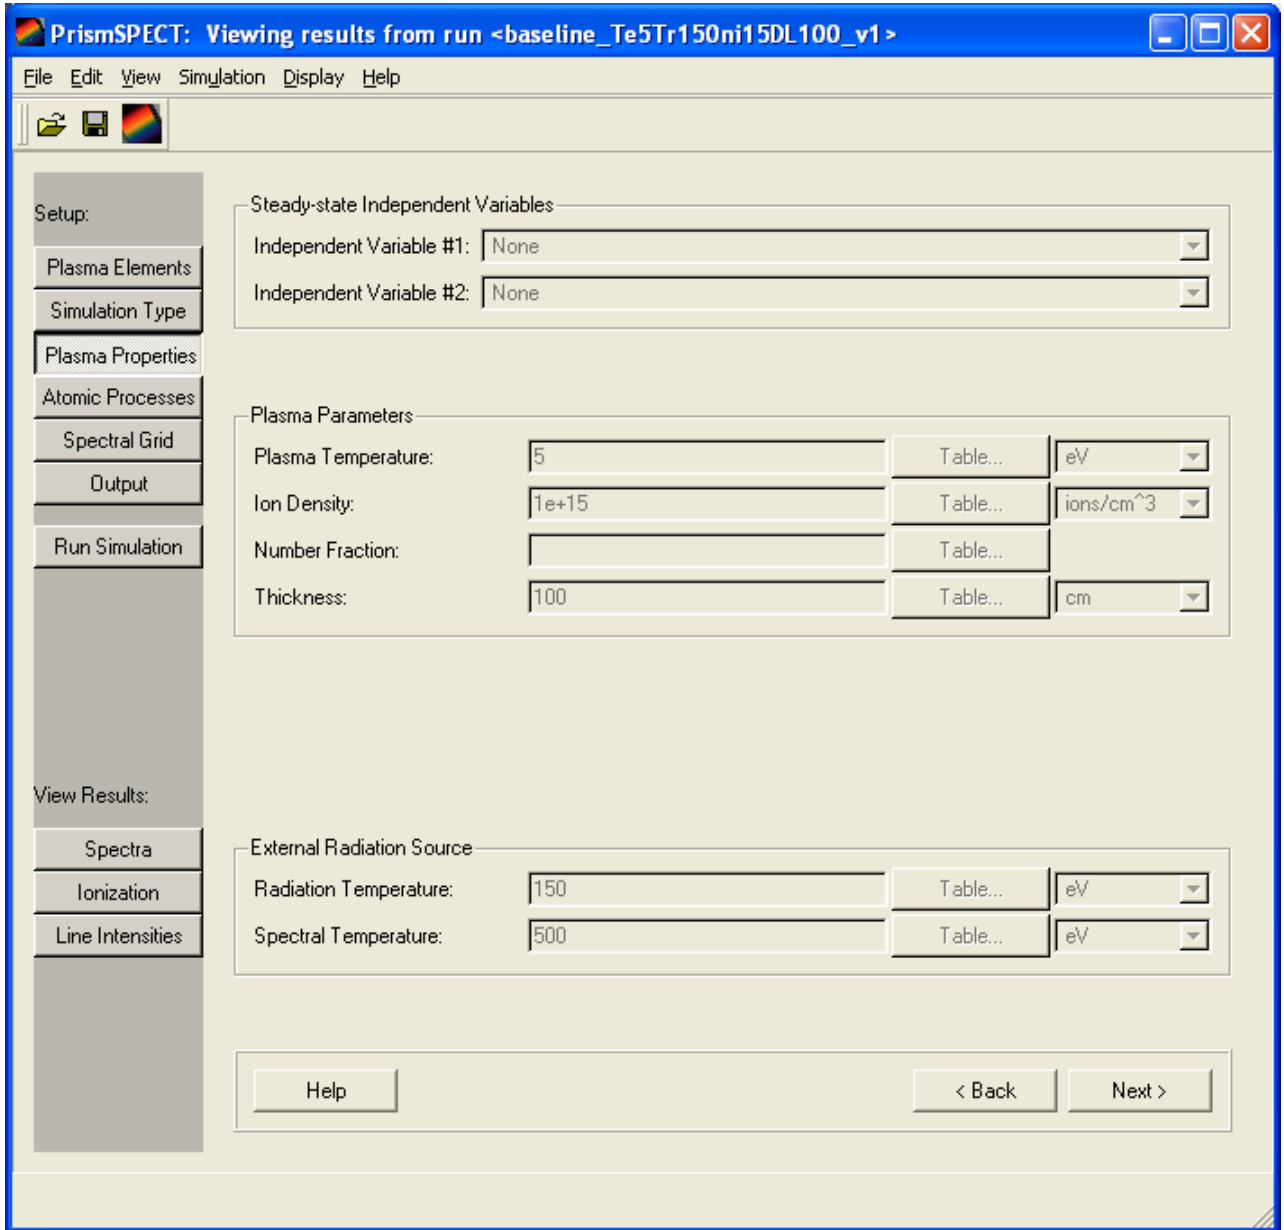 PrismSPECT: Viewing results from run <baseline_Te5Tr150ni15DL100_v1>
File Edit View Simulation Display Help
Setup:
Plasma Elements
Simulation Type
Plasma Properties
Atomic Processes
Spectral Grid
Output
Run Simulation
View Results:
Spectra
Ionization
Line Intensities
Steady-state Independent Variables
Independent Variable #1: None
Independent Variable #2: None
Plasma Parameters
Plasma Temperature: 5 Table... eV
Ion Density: 1e+15 Table... ions/cm^3
Number Fraction: Table...
Thickness: 100 Table... cm
External Radiation Source
Radiation Temperature: 150 Table... eV
Spectral Temperature: 500 Table... eV
Help < Back Next >